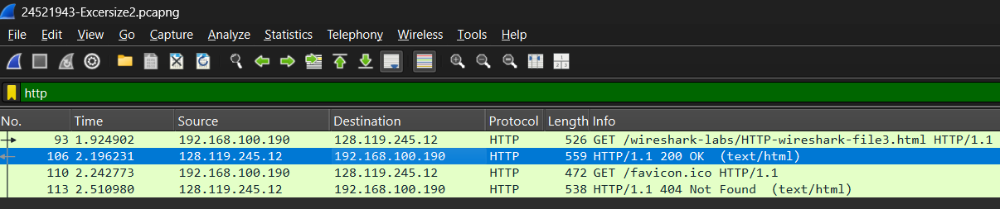 24521943-Excersize2.pcapng
File Edit View Go Capture Analyze Statistics Telephony Wireless Tools Help
http
No. Time Source Destination Protocol Length Info
93 1.924902 192.168.100.190 128.119.245.12 HTTP 526 GET /wireshark-labs/HTTP-wireshark-file3.html HTTP/1.1
106 2.196231 128.119.245.12 192.168.100.190 HTTP 559 HTTP/1.1 200 OK (text/html)
110 2.242773 192.168.100.190 128.119.245.12 HTTP 472 GET /favicon.ico HTTP/1.1
113 2.510980 128.119.245.12 192.168.100.190 HTTP 538 HTTP/1.1 404 Not Found (text/html)